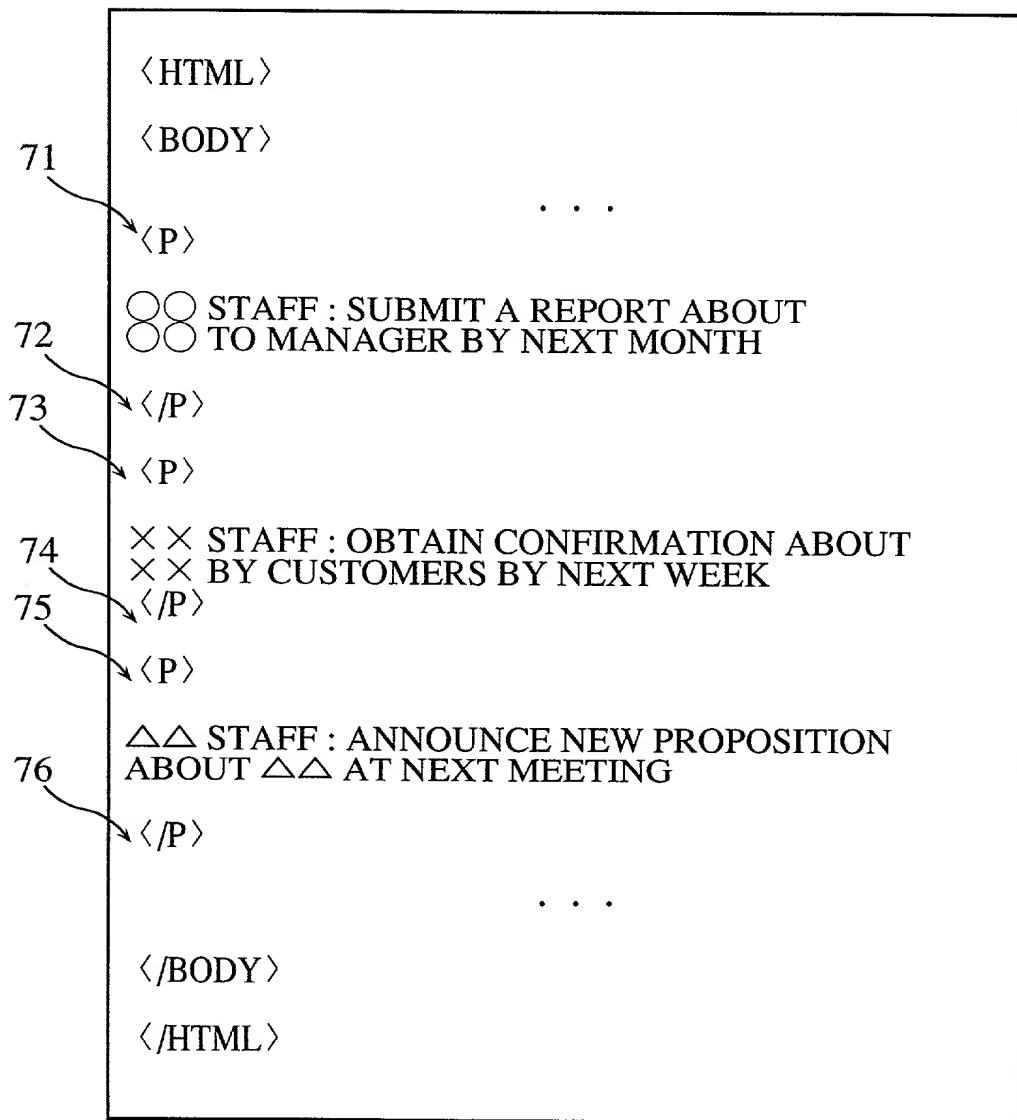 〈HTML〉
〈BODY〉
71
. . .
〈P〉
○○ STAFF : SUBMIT A REPORT ABOUT
○○ TO MANAGER BY NEXT MONTH
72
〈/P〉
73
〈P〉
×× STAFF : OBTAIN CONFIRMATION ABOUT
×× BY CUSTOMERS BY NEXT WEEK
74
〈/P〉
75
〈P〉
△△ STAFF : ANNOUNCE NEW PROPOSITION
ABOUT △△ AT NEXT MEETING
76
〈/P〉
. . .
〈/BODY〉
〈/HTML〉